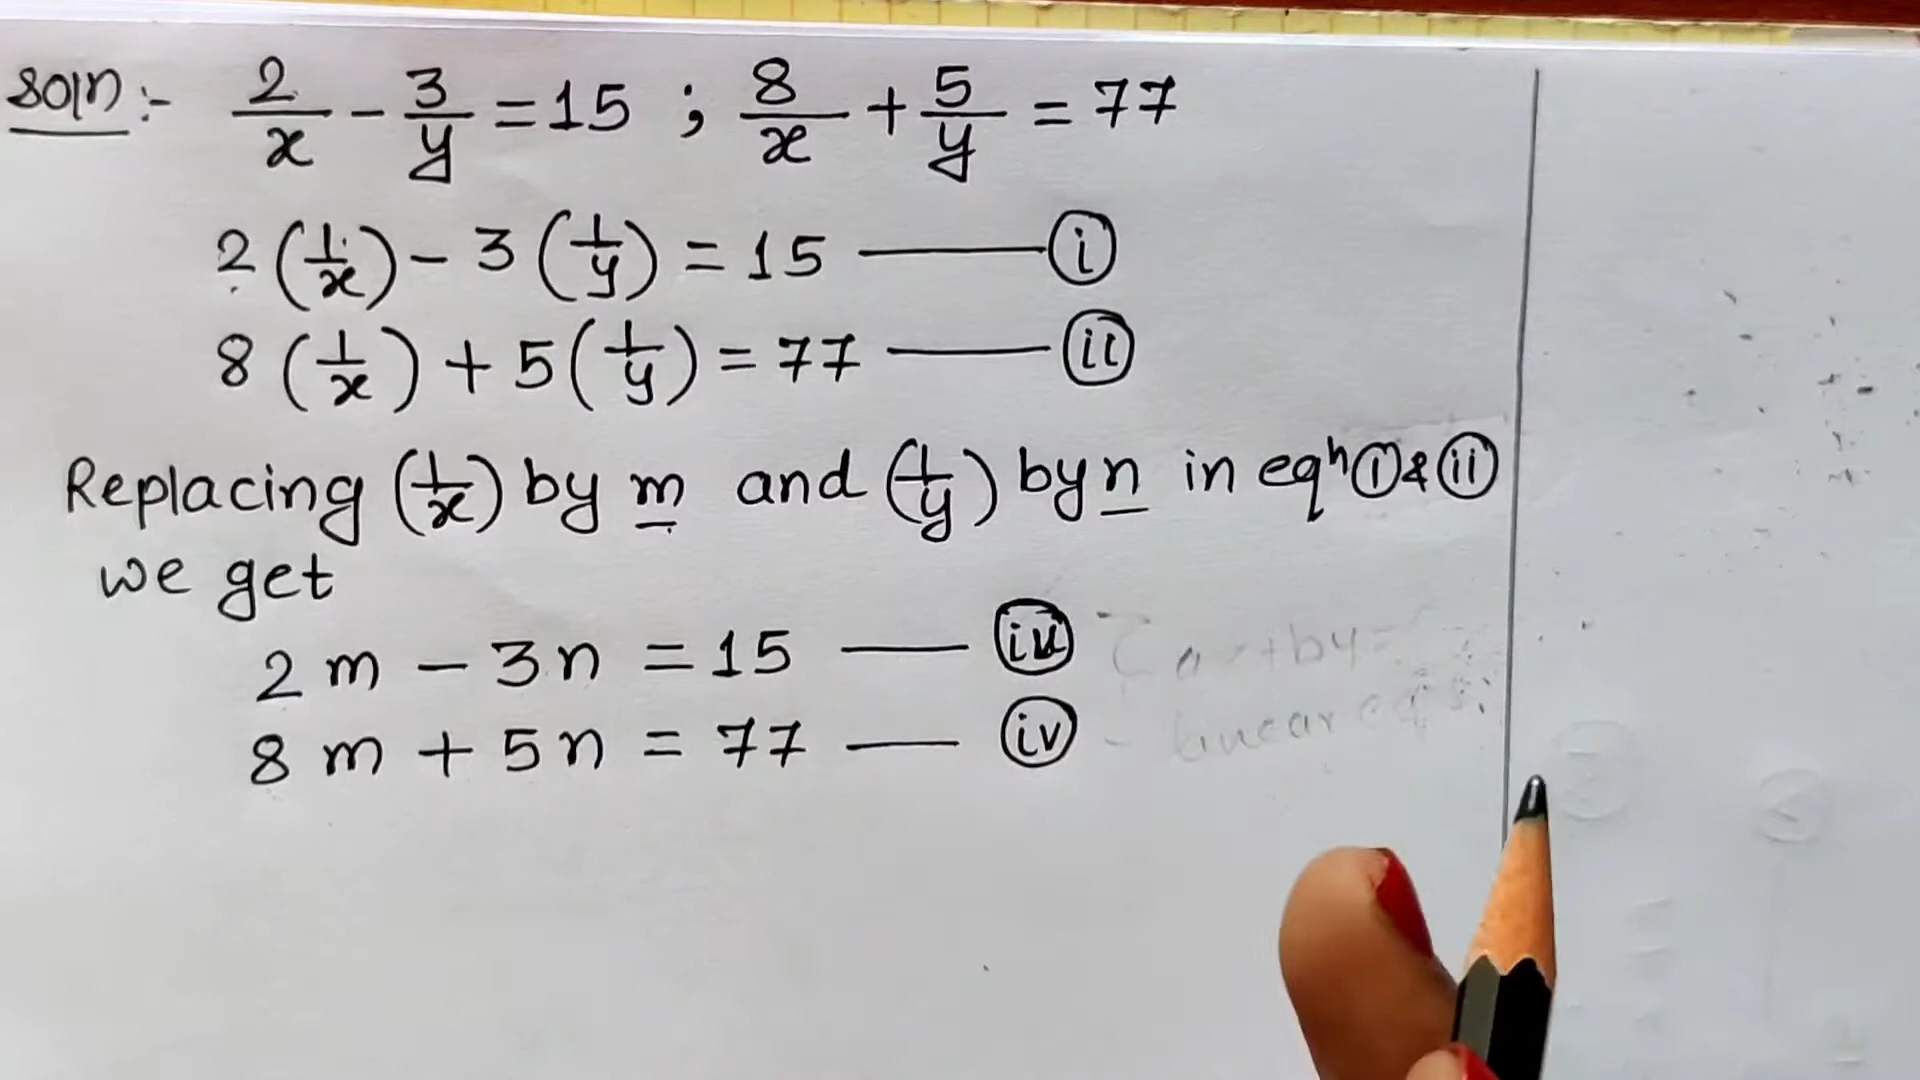 soln:- 2/x - 3/y = 15 ; 8/x + 5/y = 77
2 (1/x) - 3 (1/y) = 15 —— (i)
8 (1/x) + 5 (1/y) = 77 —— (ii)
Replacing (1/x) by m and (1/y) by n in eqn (i) & (ii)
we get
2m - 3n = 15 ——
8m + 5n = 77 —— (iv)
linear